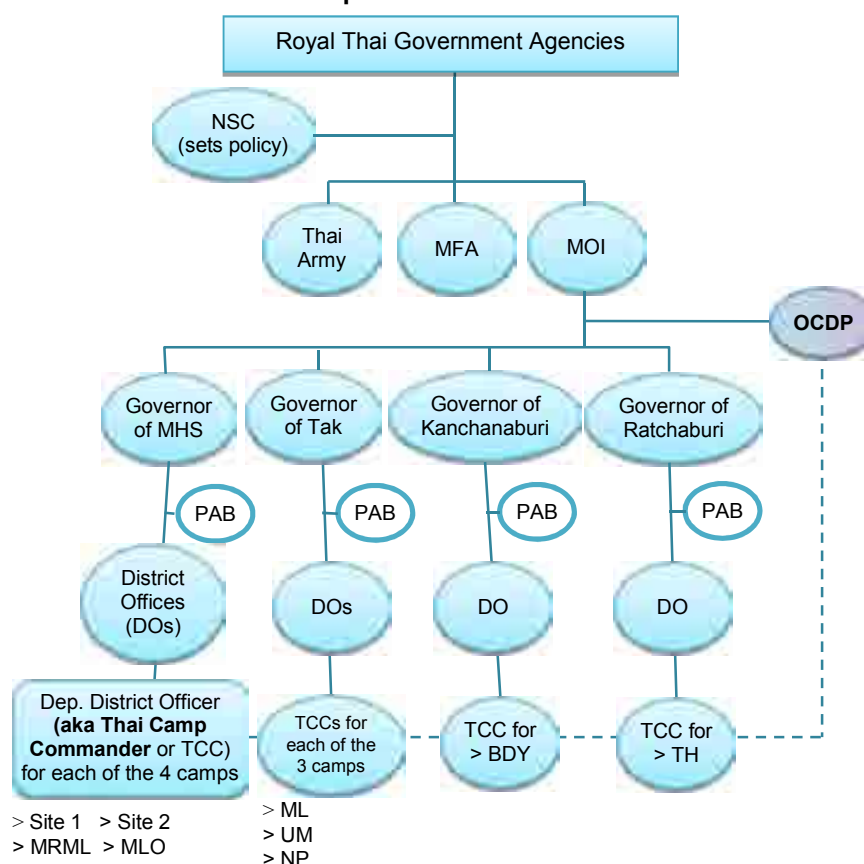 Royal Thai Government Agencies
NSC
(sets policy)
Thai
Army
MFA
MOI
OCDP
Governor
of MHS
Governor
of Tak
Governor of
Kanchanaburi
Governor of
Ratchaburi
PAB
PAB
PAB
PAB
District
Offices
(DOs)
DOs
DO
DO
Dep. District Officer
(aka Thai Camp
Commander or TCC)
for each of the 4 camps
TCCs for
each of the
3 camps
TCC for
> BDY
TCC for
> TH
> Site 1 > Site 2
> MRML > MLO
> ML
> UM
> NP